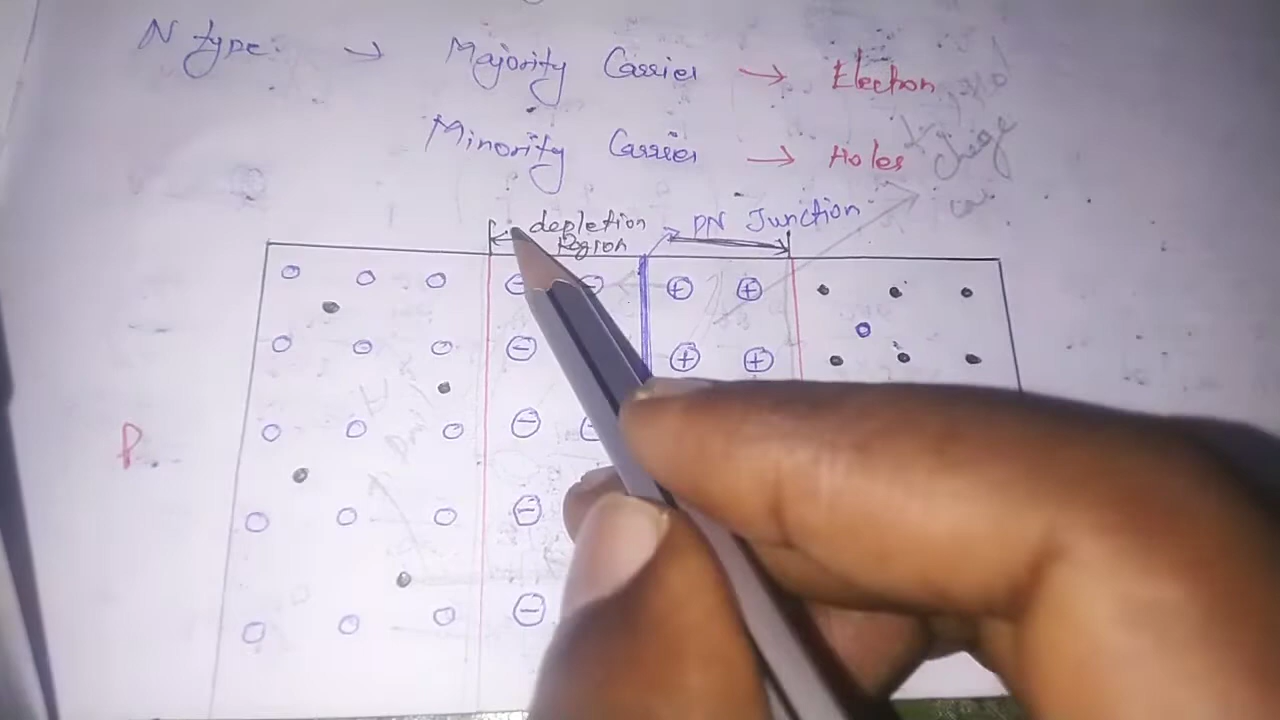 N type → Majority Carrier → Electron
Minority Carrier → Holes
depletion Region
PN Junction
P